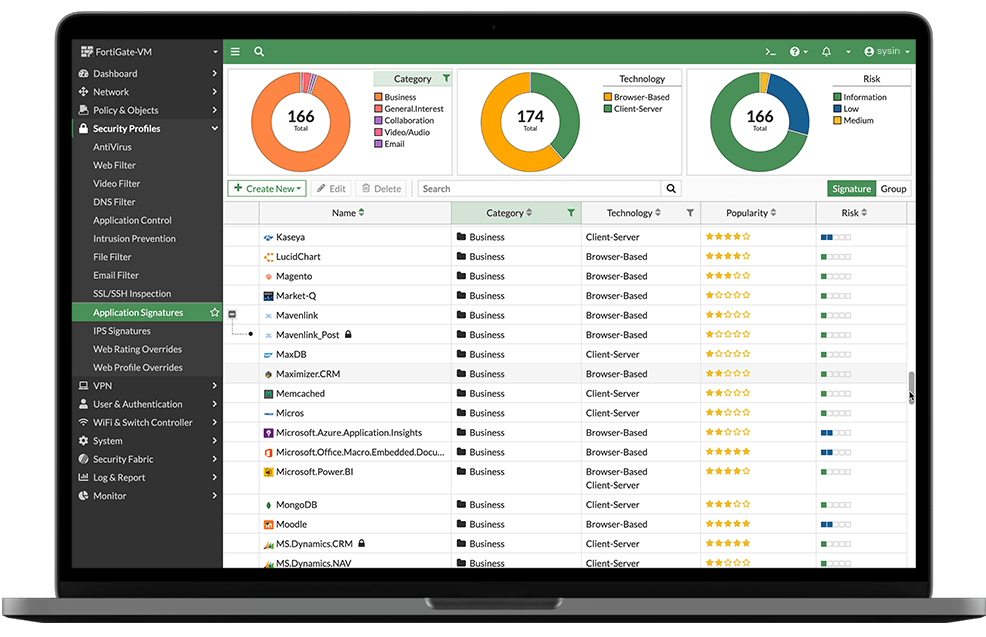 FortiGate-VM
Dashboard
Network
Policy & Objects
Security Profiles
AntiVirus
Web Filter
Video Filter
DNS Filter
Application Control
Intrusion Prevention
File Filter
Email Filter
SSL/SSH Inspection
Application Signatures
IPS Signatures
Web Rating Overrides
Web Profile Overrides
VPN
User & Authentication
WiFi & Switch Controller
System
Security Fabric
Log & Report
Monitor
>_ ? sysin
166
Total
Category
Business
General.Interest
Collaboration
Video/Audio
Email
174
Total
Technology
Browser-Based
Client-Server
166
Total
Risk
Information
Low
Medium
+ Create New Edit Delete Search Signature Group
Name Category Technology Popularity Risk
Kaseya Business Client-Server
LucidChart Business Browser-Based
Magento Business Browser-Based
Market-Q Business Browser-Based
Mavenlink Business Browser-Based
Mavenlink_Post Business Browser-Based
MaxDB Business Client-Server
Maximizer.CRM Business Browser-Based
Memcached Business Client-Server
Micros Business Client-Server
Microsoft.Azure.Application.Insights Business Browser-Based
Microsoft.Office.Macro.Embedded.Docu... Business Browser-Based
Microsoft.Power.BI Business Browser-Based
Client-Server
MongoDB Business Client-Server
Moodle Business Browser-Based
MS.Dynamics.CRM Business Client-Server
MS.Dynamics.NAV Business Client-Server